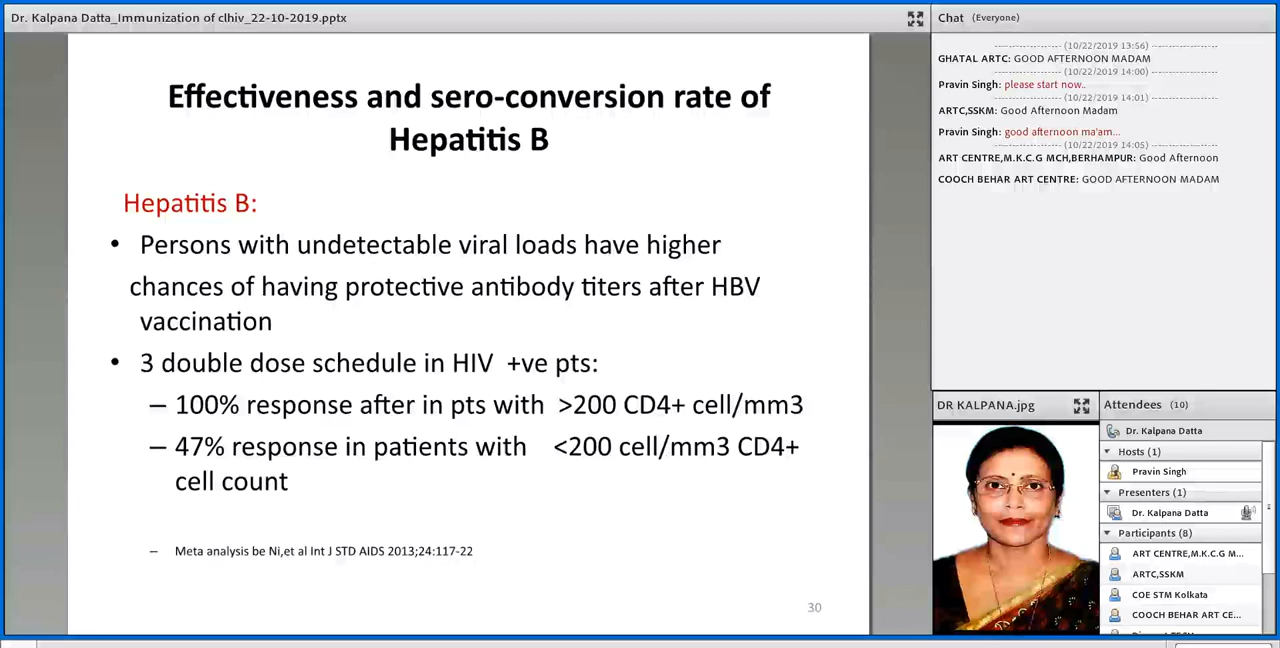 Dr. Kalpana Datta_Immunization of clhiv_22-10-2019.pptx
Effectiveness and sero-conversion rate of
Hepatitis B
Hepatitis B:
• Persons with undetectable viral loads have higher
chances of having protective antibody titers after HBV
vaccination
• 3 double dose schedule in HIV +ve pts:
– 100% response after in pts with >200 CD4+ cell/mm3
– 47% response in patients with <200 cell/mm3 CD4+
cell count
– Meta analysis be Ni,et al Int J STD AIDS 2013;24:117-22
30
Chat (Everyone)
------------------ (10/22/2019 13:56) ------------------
GHATAL ARTC: GOOD AFTERNOON MADAM
------------------ (10/22/2019 14:00) ------------------
Pravin Singh: please start now..
------------------ (10/22/2019 14:01) ------------------
ARTC,SSKM: Good Afternoon Madam
Pravin Singh: good afternoon ma'am...
------------------ (10/22/2019 14:05) ------------------
ART CENTRE,M.K.C.G MCH,BERHAMPUR: Good Afternoon
COOCH BEHAR ART CENTRE: GOOD AFTERNOON MADAM
DR KALPANA.jpg
Attendees (10)
Dr. Kalpana Datta
Hosts (1)
Pravin Singh
Presenters (1)
Dr. Kalpana Datta
Participants (8)
ART CENTRE,M.K.C.G M...
ARTC,SSKM
COE STM Kolkata
COOCH BEHAR ART CE...